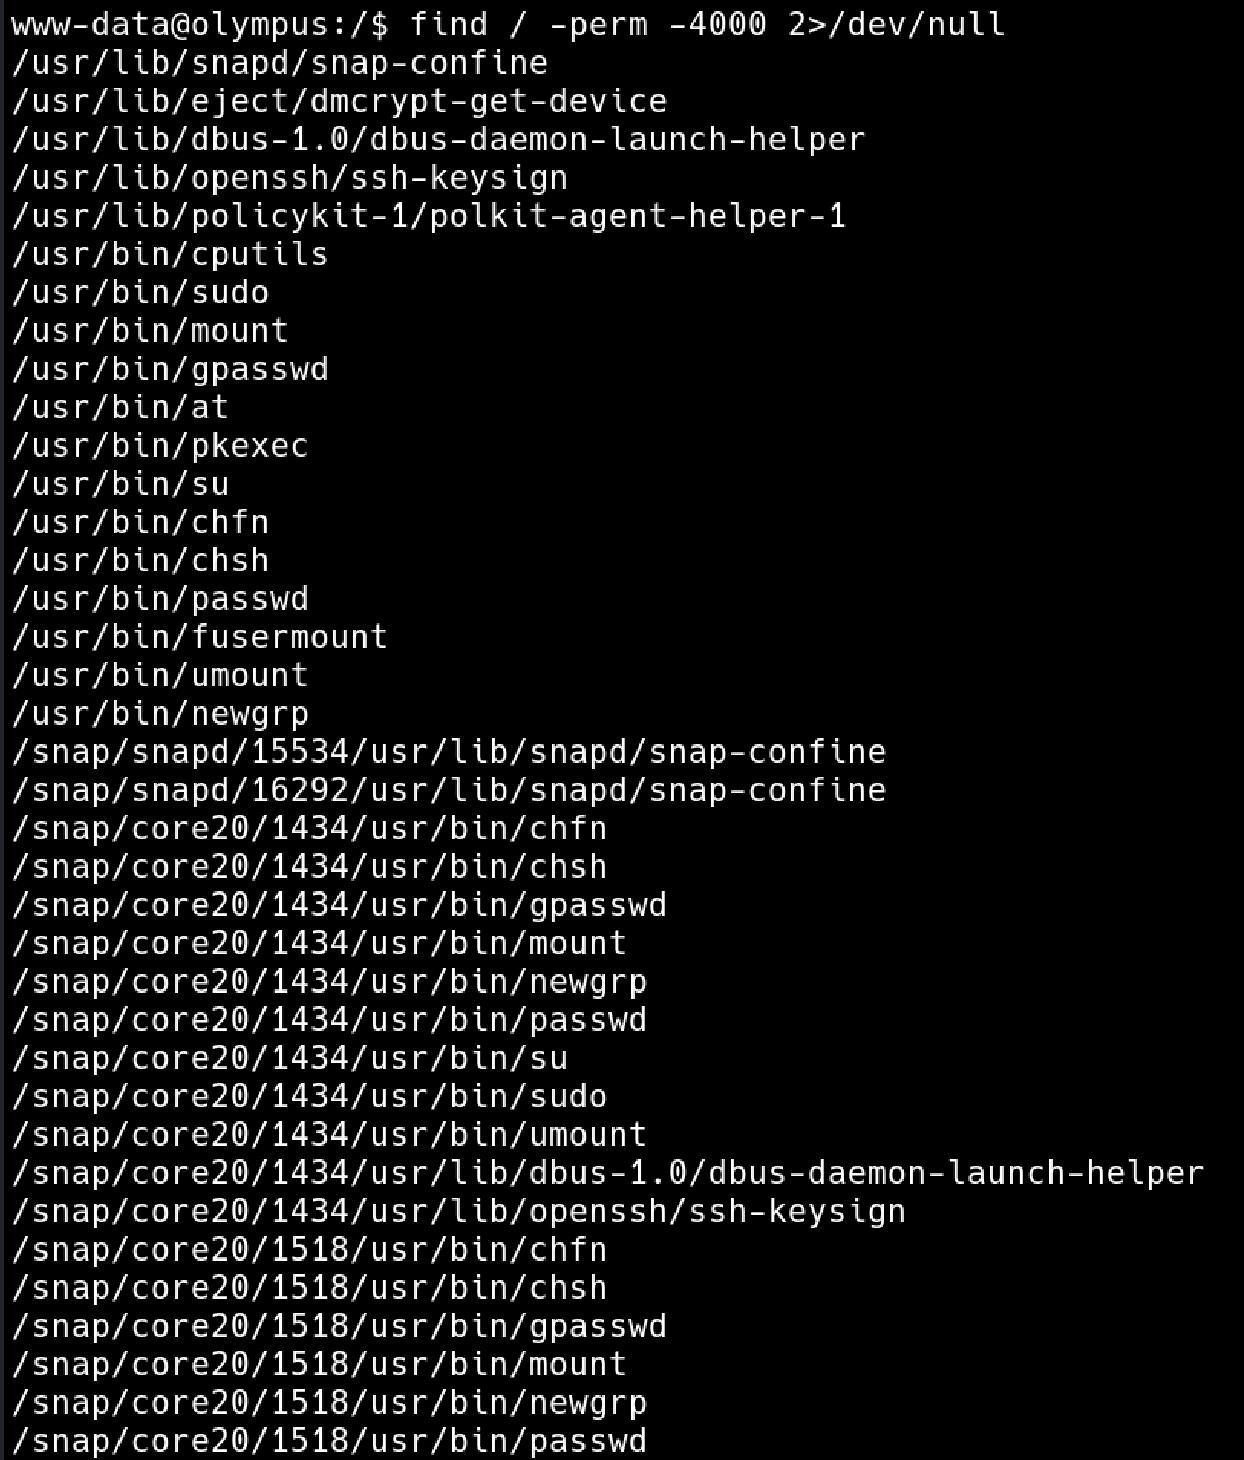 www-data@olympus:/$ find / -perm -4000 2>/dev/null
/usr/lib/snapd/snap-confine
/usr/lib/eject/dmcrypt-get-device
/usr/lib/dbus-1.0/dbus-daemon-launch-helper
/usr/lib/openssh/ssh-keysign
/usr/lib/policykit-1/polkit-agent-helper-1
/usr/bin/cputils
/usr/bin/sudo
/usr/bin/mount
/usr/bin/gpasswd
/usr/bin/at
/usr/bin/pkexec
/usr/bin/su
/usr/bin/chfn
/usr/bin/chsh
/usr/bin/passwd
/usr/bin/fusermount
/usr/bin/umount
/usr/bin/newgrp
/snap/snapd/15534/usr/lib/snapd/snap-confine
/snap/snapd/16292/usr/lib/snapd/snap-confine
/snap/core20/1434/usr/bin/chfn
/snap/core20/1434/usr/bin/chsh
/snap/core20/1434/usr/bin/gpasswd
/snap/core20/1434/usr/bin/mount
/snap/core20/1434/usr/bin/newgrp
/snap/core20/1434/usr/bin/passwd
/snap/core20/1434/usr/bin/su
/snap/core20/1434/usr/bin/sudo
/snap/core20/1434/usr/bin/umount
/snap/core20/1434/usr/lib/dbus-1.0/dbus-daemon-launch-helper
/snap/core20/1434/usr/lib/openssh/ssh-keysign
/snap/core20/1518/usr/bin/chfn
/snap/core20/1518/usr/bin/chsh
/snap/core20/1518/usr/bin/gpasswd
/snap/core20/1518/usr/bin/mount
/snap/core20/1518/usr/bin/newgrp
/snap/core20/1518/usr/bin/passwd